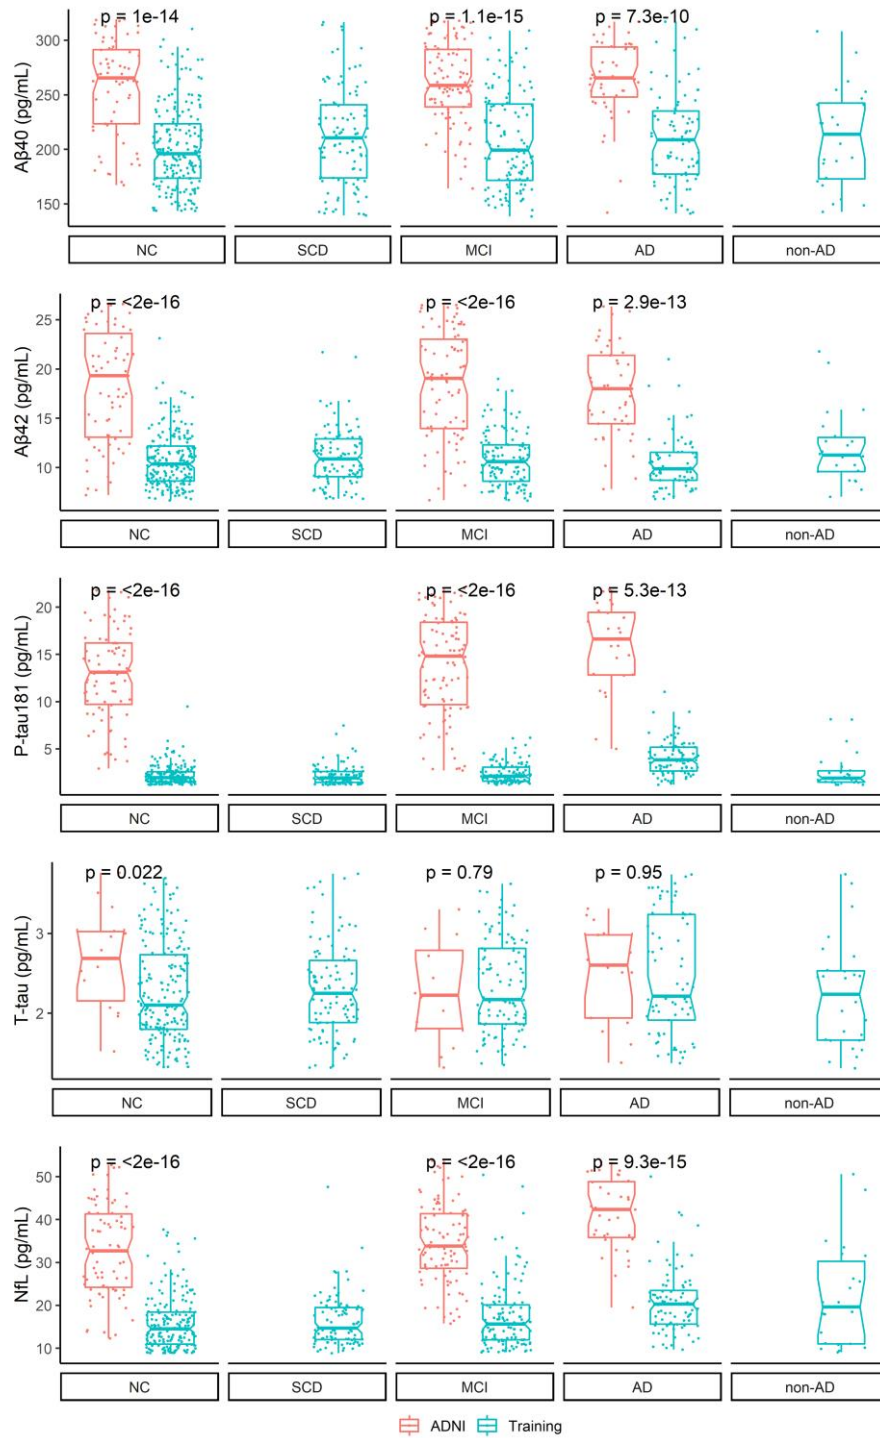 p = 1e-14 p = 1.1e-15 p = 7.3e-10
Aβ40 (pg/mL)
300
250
200
150
NC SCD MCI AD non-AD
p = <2e-16 p = <2e-16 p = 2.9e-13
Aβ42 (pg/mL)
25
20
15
10
NC SCD MCI AD non-AD
p = <2e-16 p = <2e-16 p = 5.3e-13
P-tau181 (pg/mL)
20
15
10
5
NC SCD MCI AD non-AD
p = 0.022 p = 0.79 p = 0.95
T-tau (pg/mL)
3
2
NC SCD MCI AD non-AD
p = <2e-16 p = <2e-16 p = 9.3e-15
NfL (pg/mL)
50
40
30
20
10
NC SCD MCI AD non-AD
ADNI Training